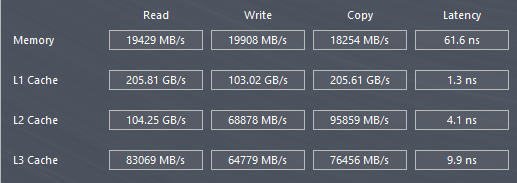 Read Write Copy Latency
Memory 19429 MB/s 19908 MB/s 18254 MB/s 61.6 ns
L1 Cache 205.81 GB/s 103.02 GB/s 205.61 GB/s 1.3 ns
L2 Cache 104.25 GB/s 68878 MB/s 95859 MB/s 4.1 ns
L3 Cache 83069 MB/s 64779 MB/s 76456 MB/s 9.9 ns